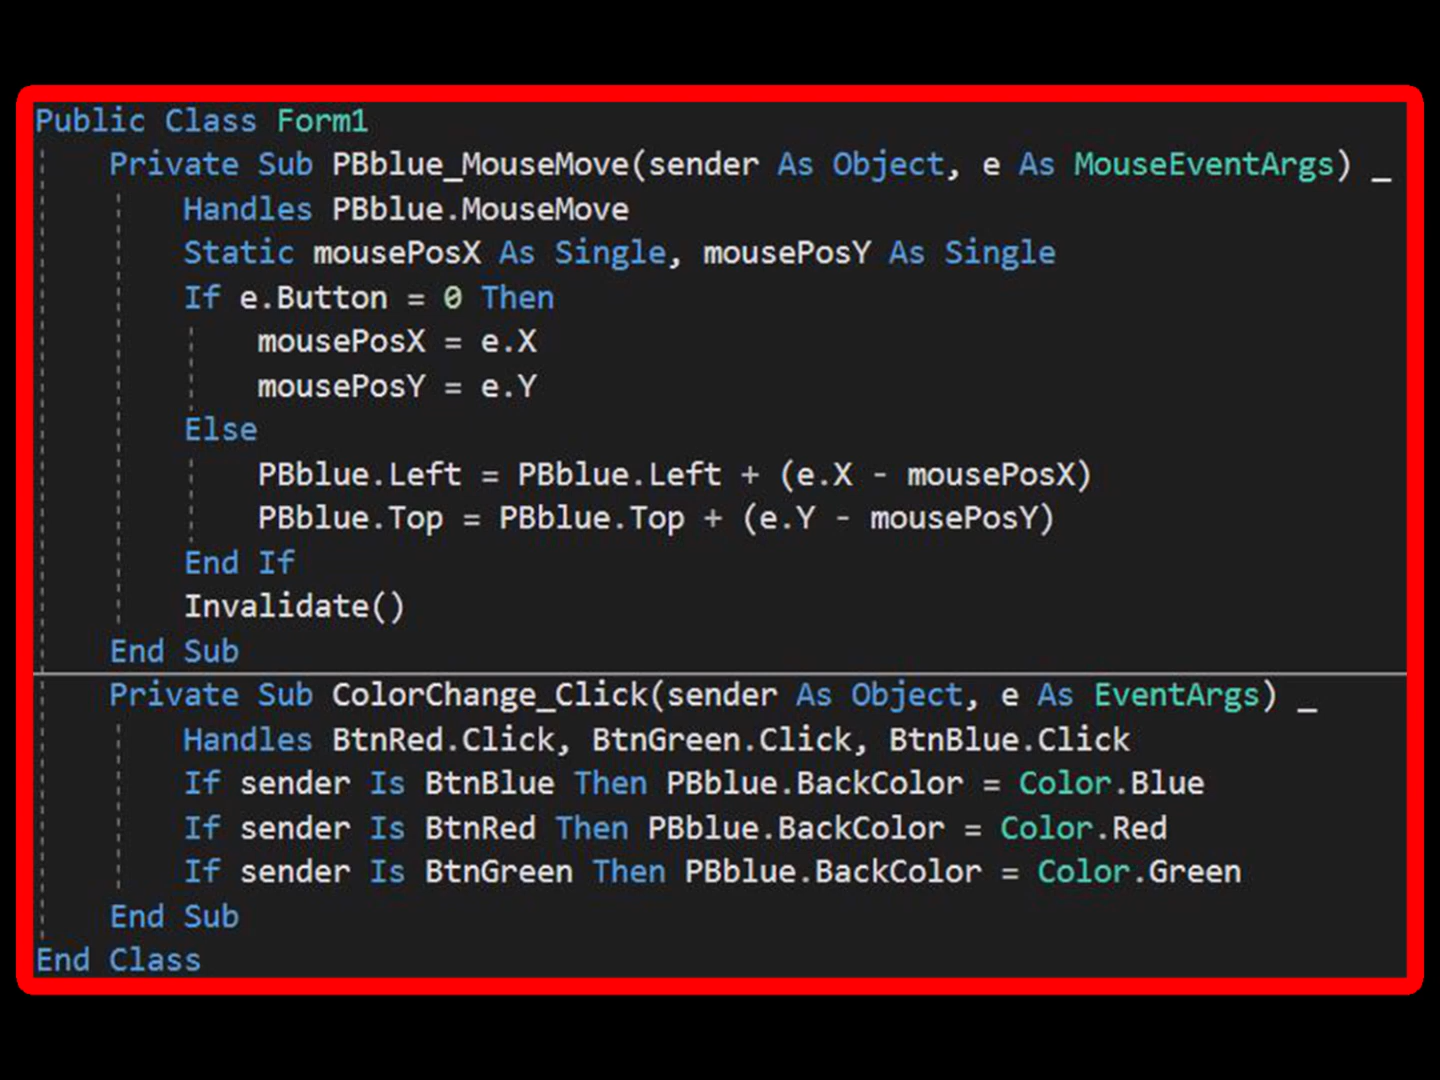 Public Class Form1
Private Sub PBblue_MouseMove(sender As Object, e As MouseEventArgs) _
Handles PBblue.MouseMove
Static mousePosX As Single, mousePosY As Single
If e.Button = 0 Then
mousePosX = e.X
mousePosY = e.Y
Else
PBblue.Left = PBblue.Left + (e.X - mousePosX)
PBblue.Top = PBblue.Top + (e.Y - mousePosY)
End If
Invalidate()
End Sub
Private Sub ColorChange_Click(sender As Object, e As EventArgs) _
Handles BtnRed.Click, BtnGreen.Click, BtnBlue.Click
If sender Is BtnBlue Then PBblue.BackColor = Color.Blue
If sender Is BtnRed Then PBblue.BackColor = Color.Red
If sender Is BtnGreen Then PBblue.BackColor = Color.Green
End Sub
End Class